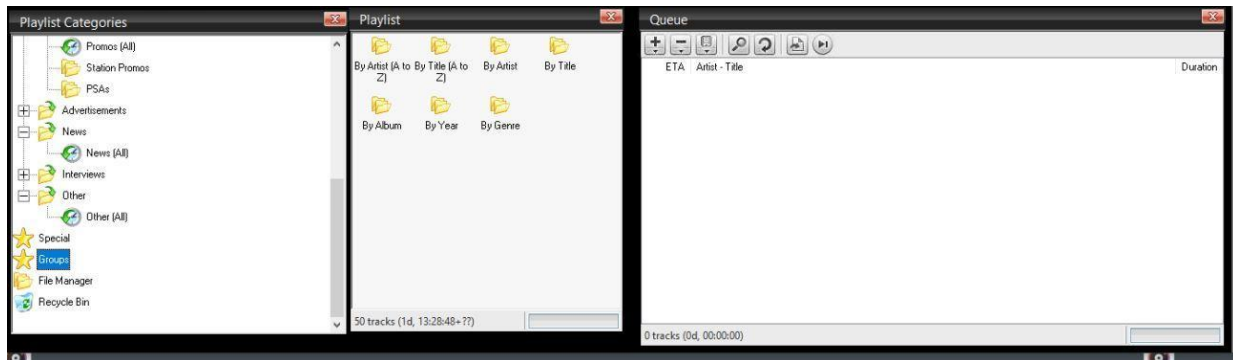 Playlist Categories
Promos (All)
Station Promos
PSAs
Advertisements
News
News (All)
Interviews
Other
Other (All)
Special
Groups
File Manager
Recycle Bin
Playlist
By Artist (A to Z)
By Title (A to Z)
By Artist
By Title
By Album
By Year
By Genre
50 tracks (1d, 13:28:48+??)
Queue
ETA Artist - Title Duration
0 tracks (0d, 00:00:00)